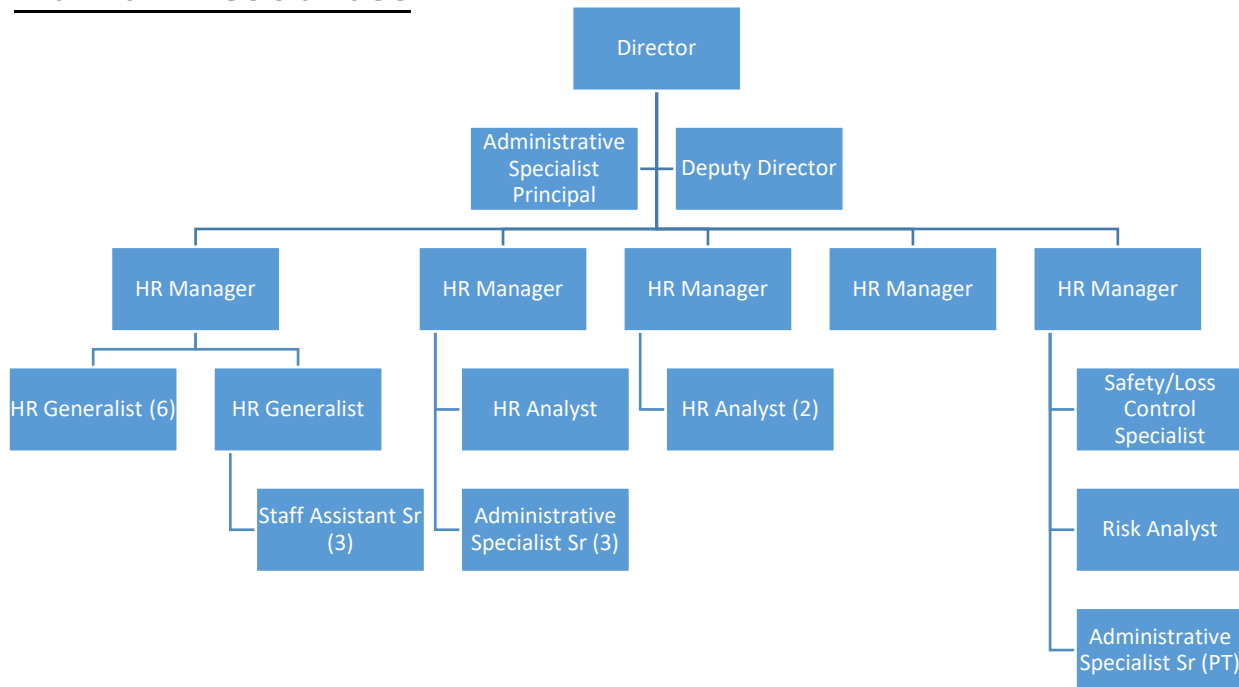 Director
Administrative
Specialist
Principal
Deputy Director
HR Manager
HR Manager
HR Manager
HR Manager
HR Manager
HR Generalist (6)
HR Generalist
Staff Assistant Sr
(3)
HR Analyst
Administrative
Specialist Sr (3)
HR Analyst (2)
Safety/Loss
Control
Specialist
Risk Analyst
Administrative
Specialist Sr (PT)